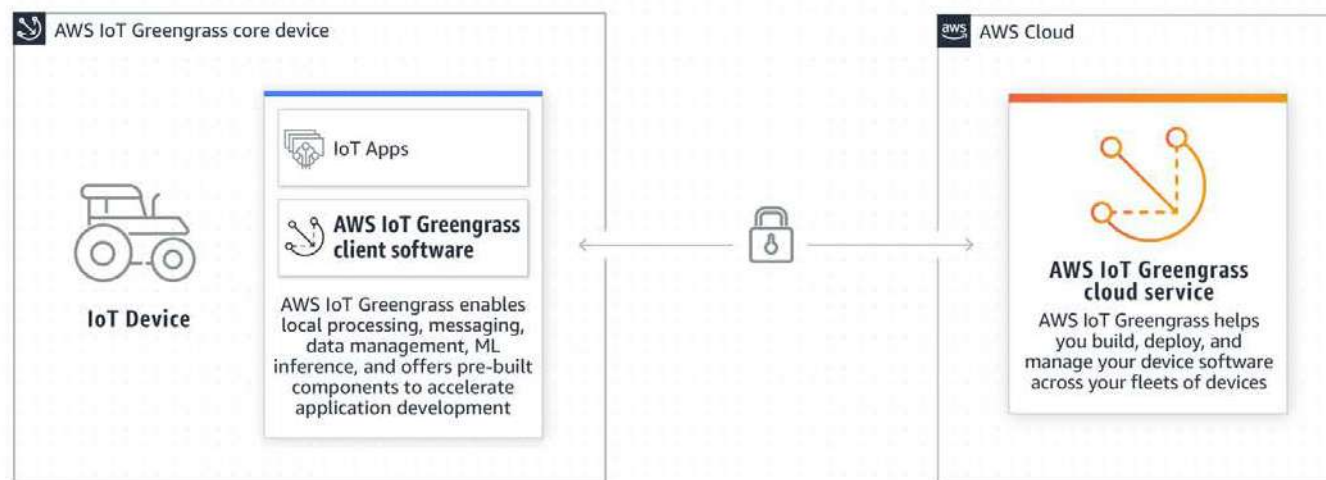 AWS IoT Greengrass core device
IoT Device
IoT Apps
AWS IoT Greengrass
client software
AWS IoT Greengrass enables
local processing, messaging,
data management, ML
inference, and offers pre-built
components to accelerate
application development
aws
AWS Cloud
AWS IoT Greengrass
cloud service
AWS IoT Greengrass helps
you build, deploy, and
manage your device software
across your fleets of devices